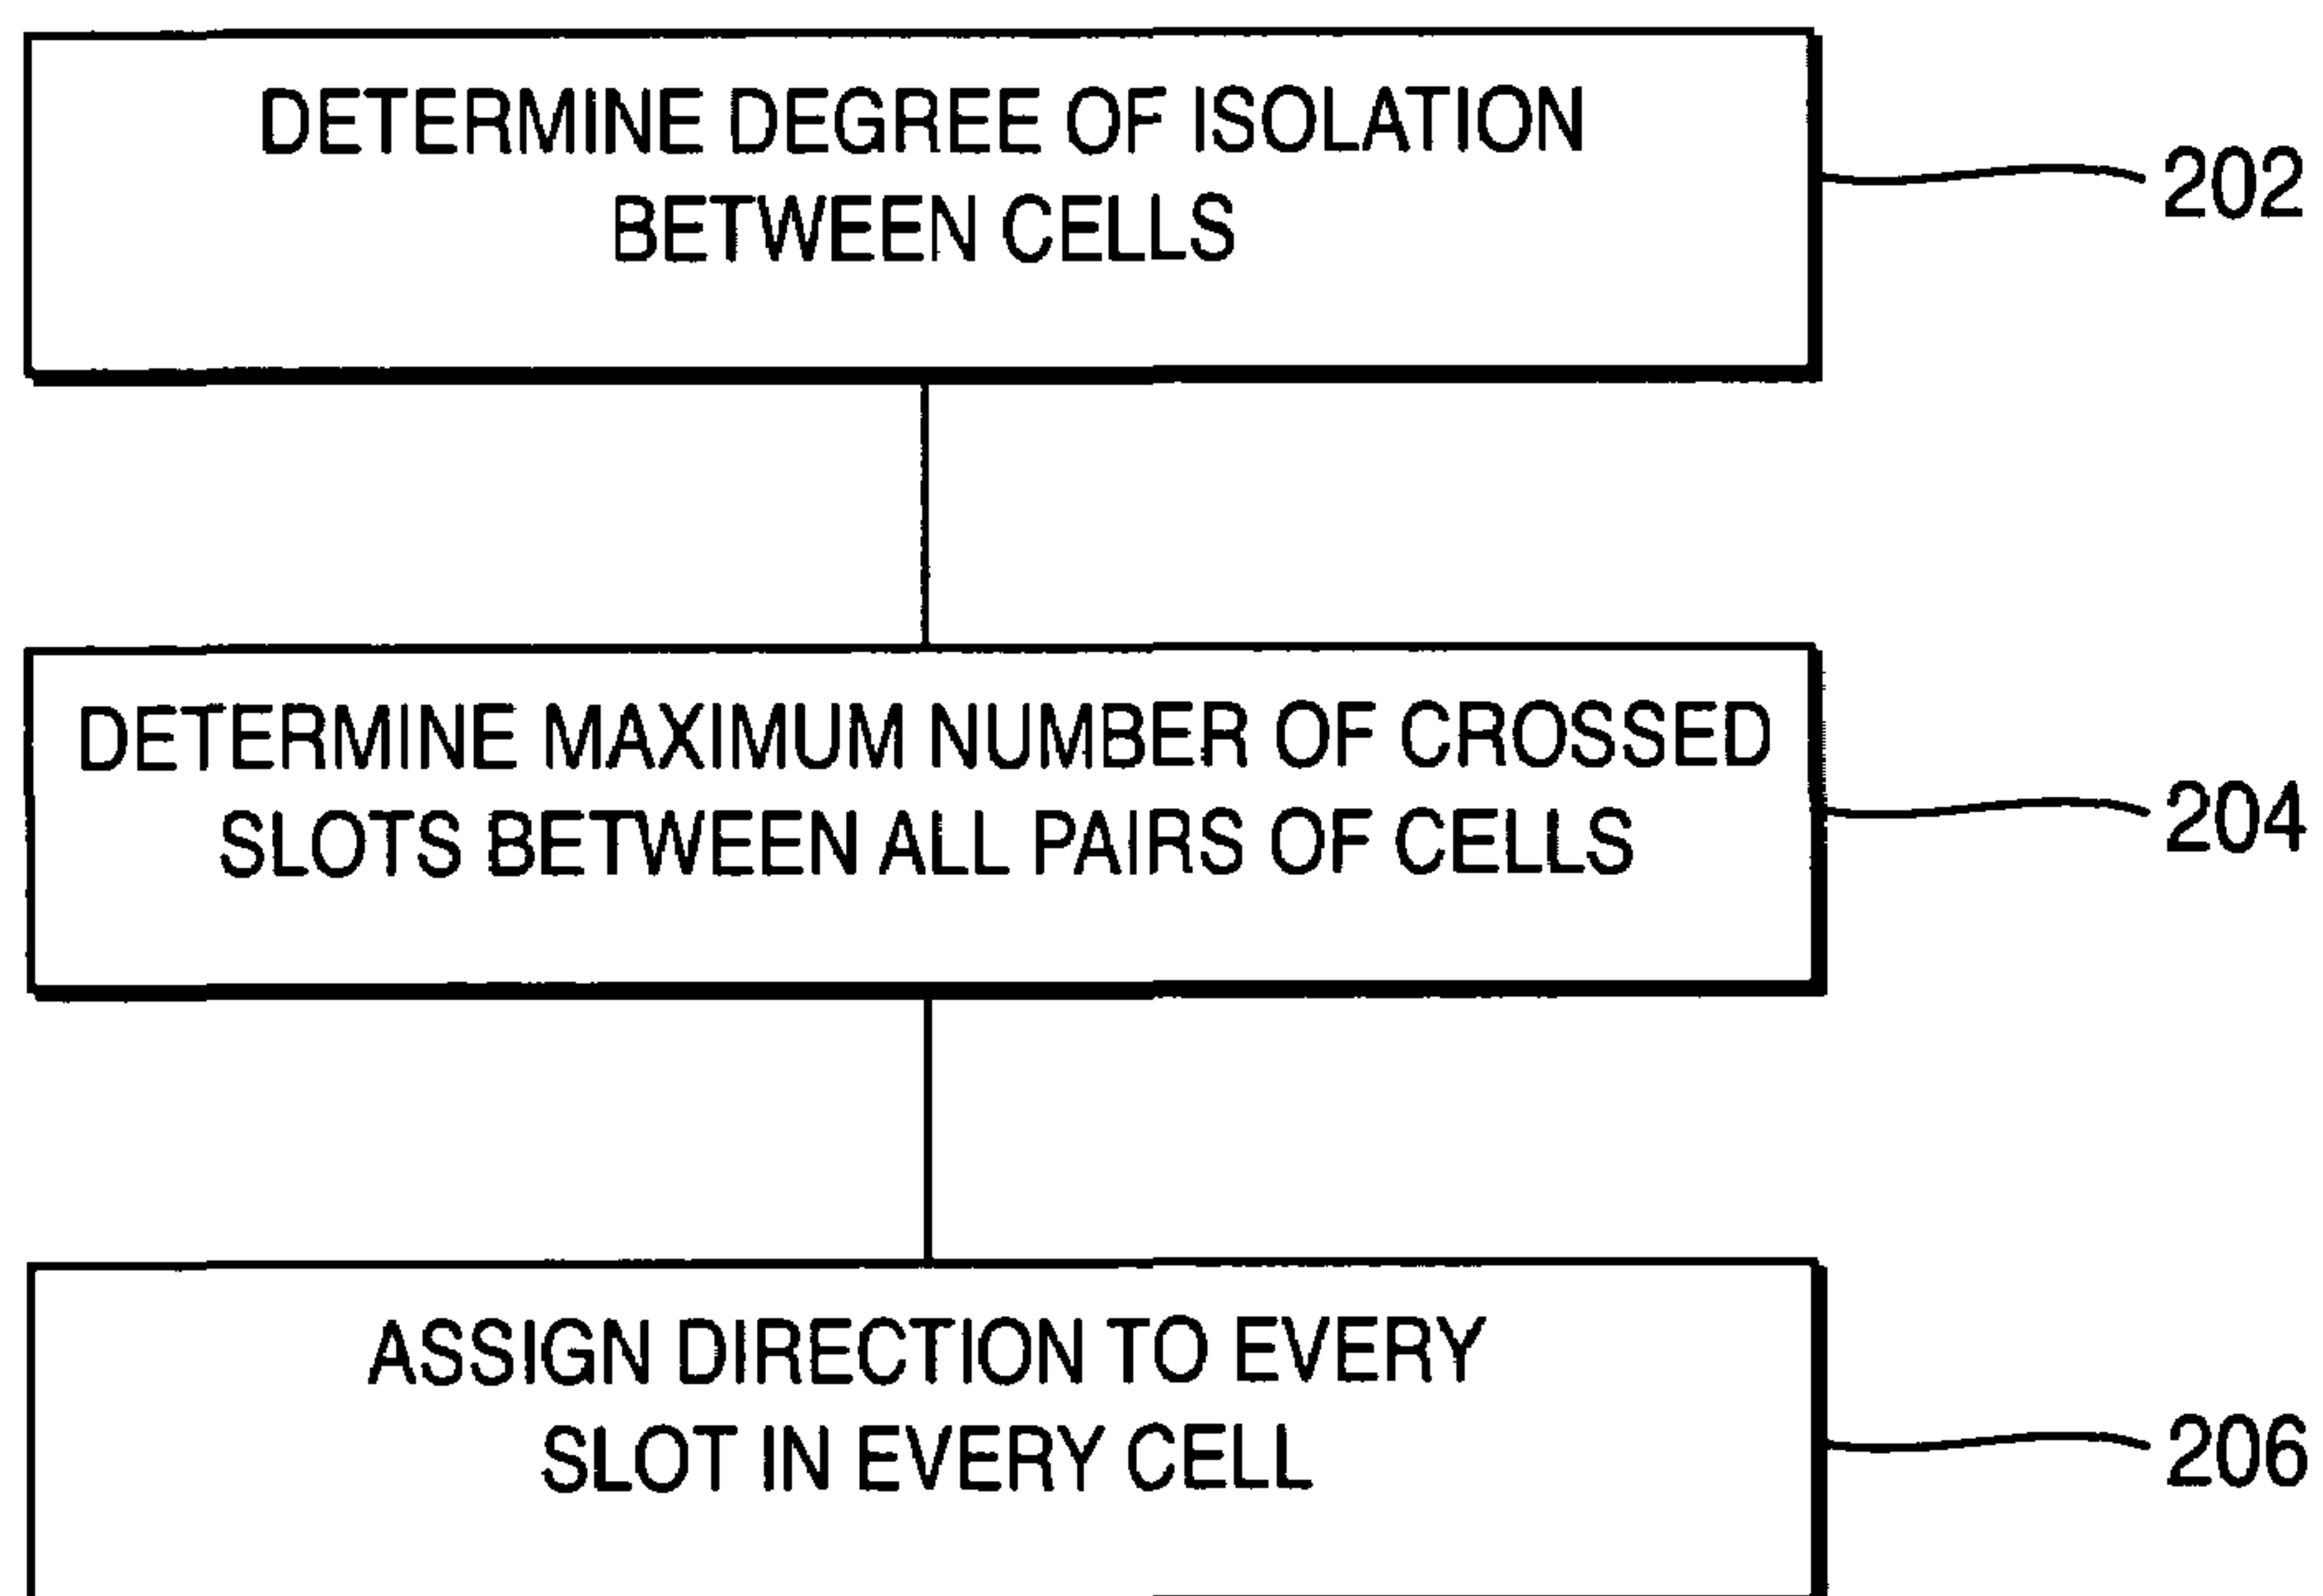 DETERMINE DEGREE OF ISOLATION
BETWEEN CELLS
202
DETERMINE MAXIMUM NUMBER OF CROSSED
SLOTS BETWEEN ALL PAIRS OF CELLS
204
ASSIGN DIRECTION TO EVERY
SLOT IN EVERY CELL
206